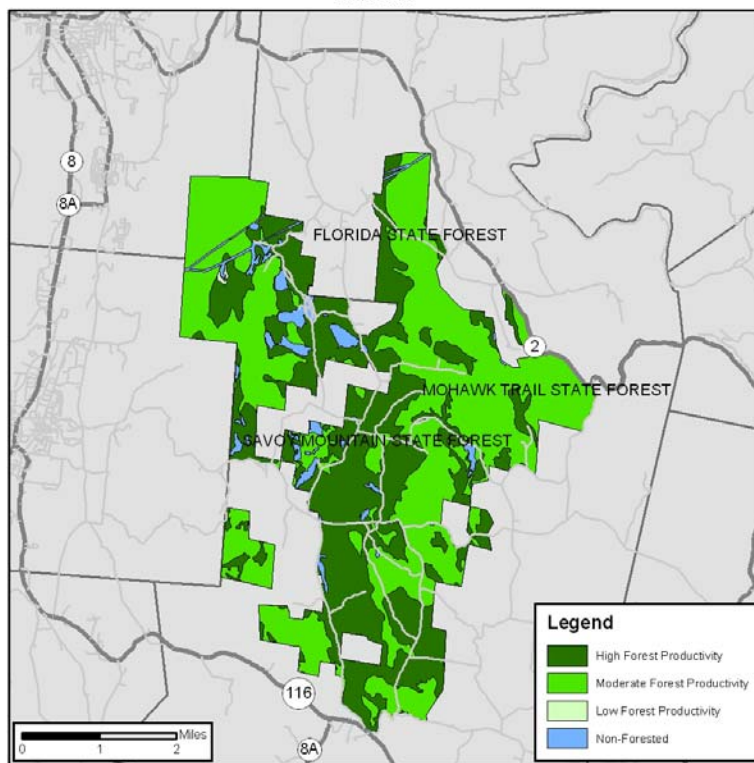 8
8A
FLORIDA STATE FOREST
2
MOHAWK TRAIL STATE FOREST
SAVOY MOUNTAIN STATE FOREST
116
8A
Legend
High Forest Productivity
Moderate Forest Productivity
Low Forest Productivity
Non-Forested
Miles
0 1 2